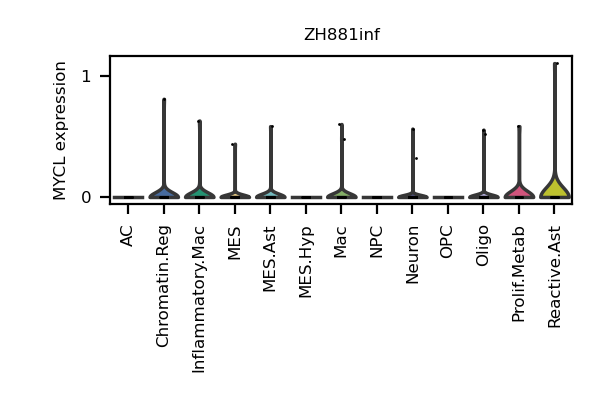 ZH881inf
MYCL expression
1
0
AC
Chromatin.Reg
Inflammatory.Mac
MES
MES.Ast
MES.Hyp
Mac
NPC
Neuron
OPC
Oligo
Prolif.Metab
Reactive.Ast